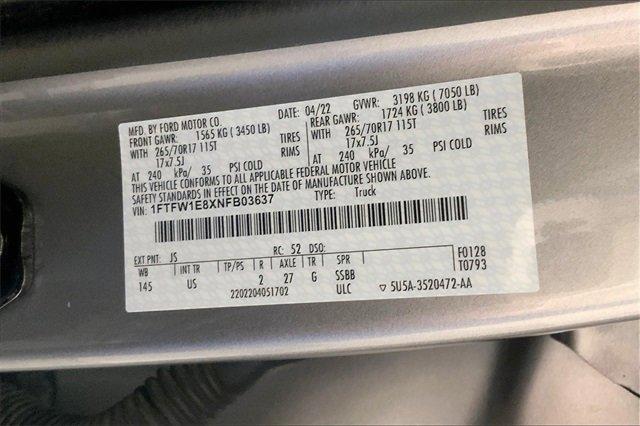 MFD. BY FORD MOTOR CO. DATE: 04/22 GVWR: 3198 KG ( 7050 LB)
FRONT GAWR: 1565 KG ( 3450 LB) REAR GAWR: 1724 KG ( 3800 LB)
WITH 265/70R17 115T TIRES WITH 265/70R17 115T TIRES
17x7.5J RIMS 17x7.5J RIMS
AT 240 kPa/ 35 PSI COLD AT 240 kPa/ 35 PSI COLD
THIS VEHICLE CONFORMS TO ALL APPLICABLE FEDERAL MOTOR VEHICLE
SAFETY STANDARDS IN EFFECT ON THE DATE OF MANUFACTURE SHOWN ABOVE.
VIN: 1FTFW1E8XNFB03637 TYPE: Truck
EXT PNT: JS RC: 52 DSO: F0128
WB INT TR TP/PS R AXLE TR SPR T0793
145 US 2 27 G SSBB
2202204051702 ULC ▽ 5U5A-3520472-AA